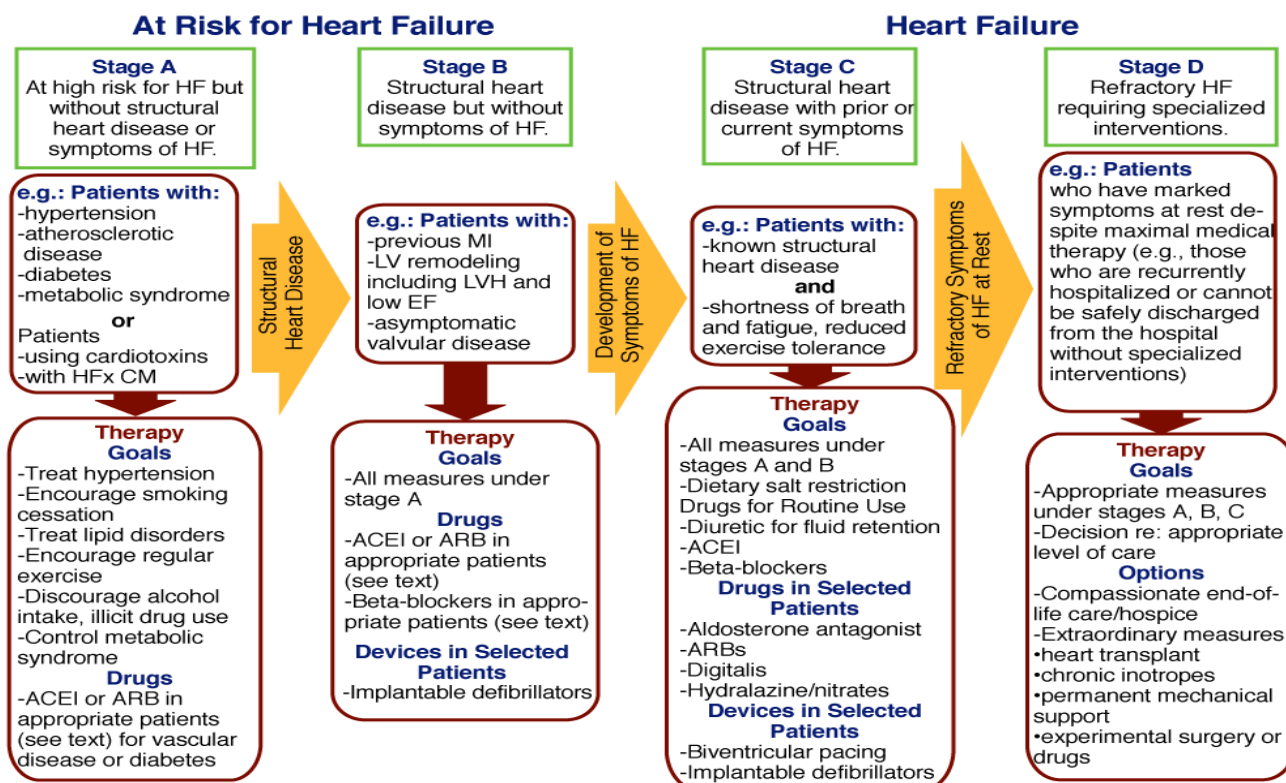 At Risk for Heart Failure
Heart Failure
Stage A
At high risk for HF but
without structural
heart disease or
symptoms of HF.
e.g.: Patients with:
-hypertension
-atherosclerotic
disease
-diabetes
-metabolic syndrome
or
Patients
-using cardiotoxins
-with HFx CM
Therapy
Goals
-Treat hypertension
-Encourage smoking
cessation
-Treat lipid disorders
-Encourage regular
exercise
-Discourage alcohol
intake, illicit drug use
-Control metabolic
syndrome
Drugs
-ACEI or ARB in
appropriate patients
(see text) for vascular
disease or diabetes
Structural
Heart Disease
Stage B
Structural heart
disease but without
symptoms of HF.
e.g.: Patients with:
-previous MI
-LV remodeling
including LVH and
low EF
-asymptomatic
valvular disease
Therapy
Goals
-All measures under
stage A
Drugs
-ACEI or ARB in
appropriate patients
(see text)
-Beta-blockers in appro-
priate patients (see text)
Devices in Selected
Patients
-Implantable defibrillators
Development of
Symptoms of HF
Stage C
Structural heart
disease with prior or
current symptoms
of HF.
e.g.: Patients with:
-known structural
heart disease
and
-shortness of breath
and fatigue, reduced
exercise tolerance
Therapy
Goals
-All measures under
stages A and B
-Dietary salt restriction
Drugs for Routine Use
-Diuretic for fluid retention
-ACEI
-Beta-blockers
Drugs in Selected
Patients
-Aldosterone antagonist
-ARBs
-Digitalis
-Hydralazine/nitrates
Devices in Selected
Patients
-Biventricular pacing
-Implantable defibrillators
Refractory Symptoms
of HF at Rest
Stage D
Refractory HF
requiring specialized
interventions.
e.g.: Patients
who have marked
symptoms at rest de-
spite maximal medical
therapy (e.g., those
who are recurrently
hospitalized or cannot
be safely discharged
from the hospital
without specialized
interventions)
Therapy
Goals
-Appropriate measures
under stages A, B, C
-Decision re: appropriate
level of care
Options
-Compassionate end-of-
life care/hospice
-Extraordinary measures
•heart transplant
•chronic inotropes
•permanent mechanical
support
•experimental surgery or
drugs